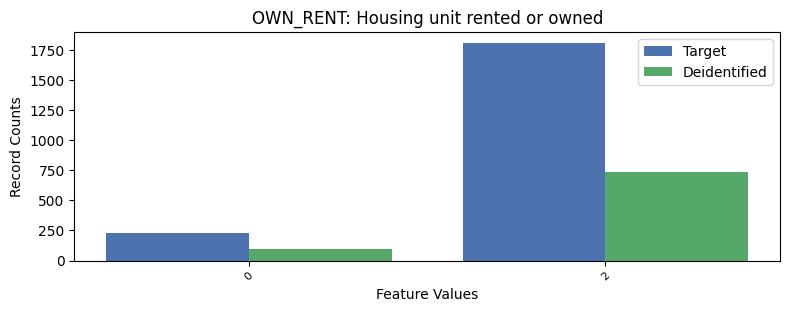 OWN_RENT: Housing unit rented or owned
1750
1500
1250
1000
750
500
250
0
Record Counts
Target
Deidentified
0
2
Feature Values